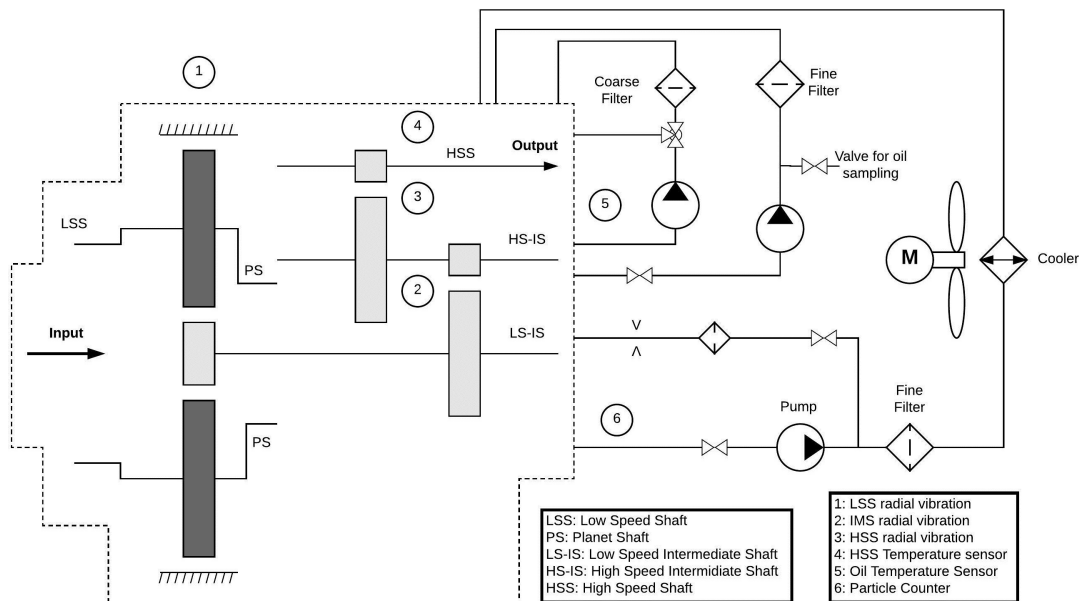 1
Coarse
Filter
Fine
Filter
4
HSS
Output
Valve for oil
sampling
3
5
LSS
HS-IS
PS
M
Cooler
2
Input
LS-IS
V
Λ
Fine
Filter
Pump
6
PS
LSS: Low Speed Shaft
PS: Planet Shaft
LS-IS: Low Speed Intermediate Shaft
HS-IS: High Speed Intermidiate Shaft
HSS: High Speed Shaft
1: LSS radial vibration
2: IMS radial vibration
3: HSS radial vibration
4: HSS Temperature sensor
5: Oil Temperature Sensor
6: Particle Counter